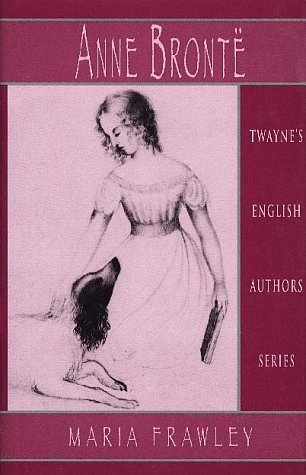 ANNE BRONTË
TWAYNE'S
ENGLISH
AUTHORS
SERIES
MARIA FRAWLEY